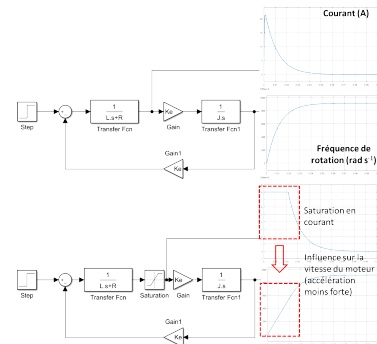 Courant (A)
1
L.s+R
Ke
1
J.s
Step
Transfer Fcn
Gain
Transfer Fcn1
Gain1
Ke
Fréquence de
rotation (rad s-1)
Saturation en
courant
Influence sur la
vitesse du moteur
(accélération
moins forte)
1
L.s+R
Ke
1
J.s
Step
Transfer Fcn
Saturation
Gain
Transfer Fcn1
Gain1
Ke